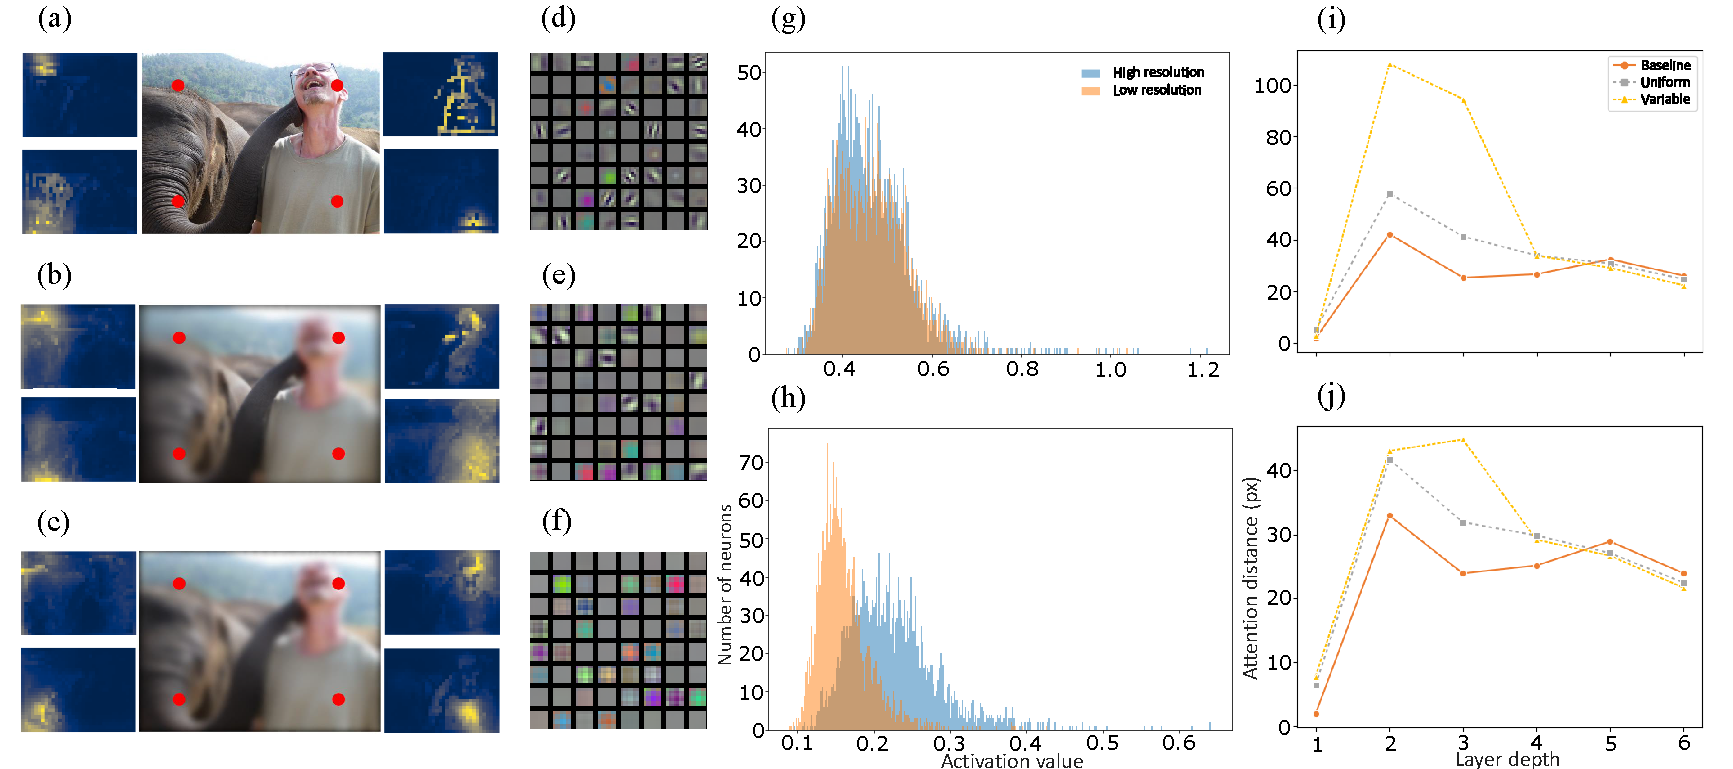 (a)
(b)
(c)
(d)
(e)
(f)
(g)
50
40
30
20
10
0
0.4
0.6
0.8
1.0
1.2
High resolution
Low resolution
(h)
Number of neurons
70
60
50
40
30
20
10
0
0.1
0.2
0.3
0.4
0.5
0.6
Activation value
(i)
100
80
60
40
20
0
Baseline
Uniform
Variable
(j)
Attention distance (px)
40
30
20
10
0
1
2
3
4
5
6
Layer depth